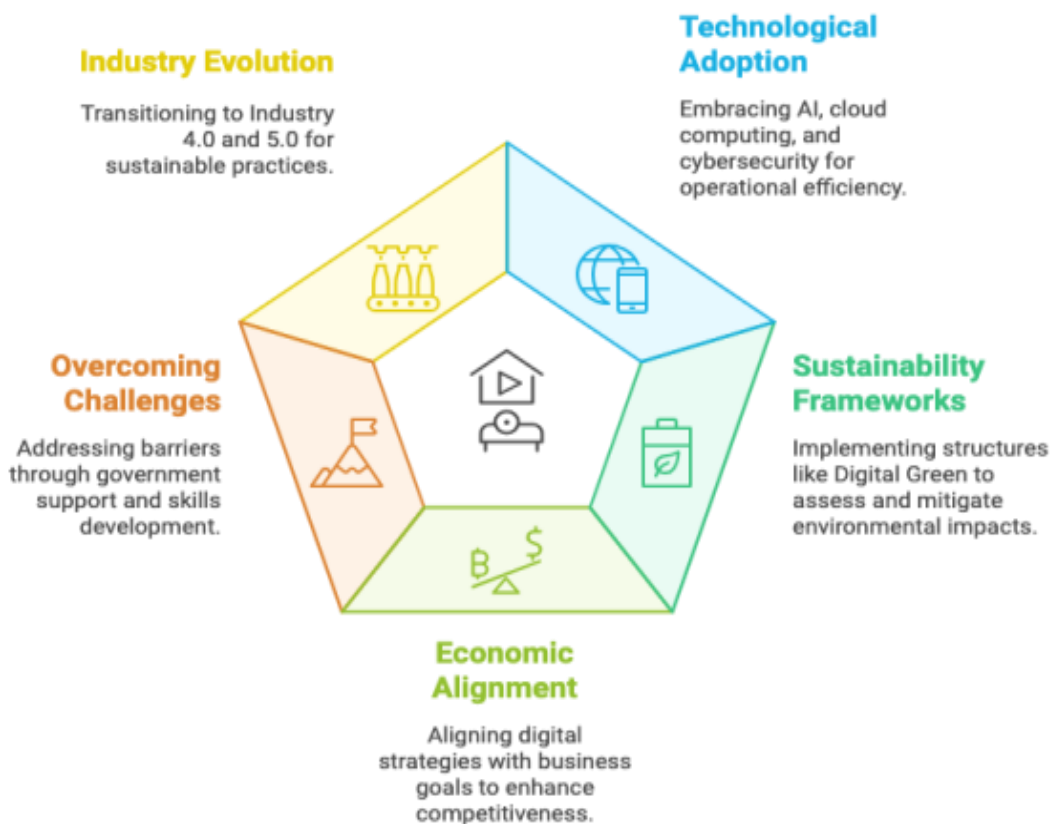 Industry Evolution
Transitioning to Industry
4.0 and 5.0 for
sustainable practices.
Technological
Adoption
Embracing AI, cloud
computing, and
cybersecurity for
operational efficiency.
Overcoming
Challenges
Addressing barriers
through government
support and skills
development.
Sustainability
Frameworks
Implementing structures
like Digital Green to
assess and mitigate
environmental impacts.
Economic
Alignment
Aligning digital
strategies with business
goals to enhance
competitiveness.